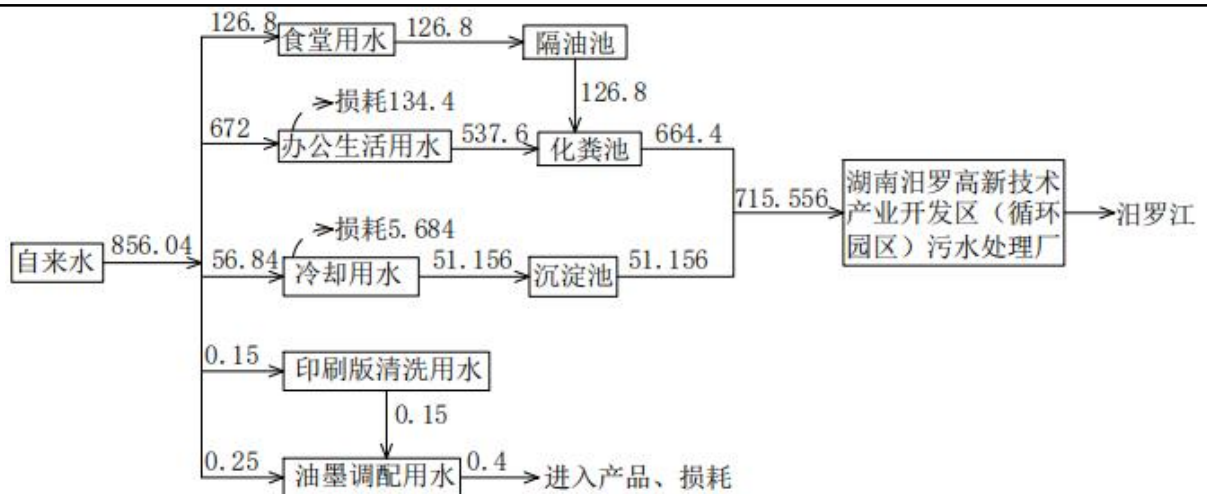 126.8
食堂用水
126.8
隔油池
126.8
损耗134.4
672
办公生活用水
537.6
化粪池
664.4
自来水
856.04
损耗5.684
56.84
冷却用水
51.156
沉淀池
51.156
715.556
湖南汨罗高新技术
产业开发区（循环
园区）污水处理厂
汨罗江
0.15
印刷版清洗用水
0.15
0.25
油墨调配用水
0.4
进入产品、损耗